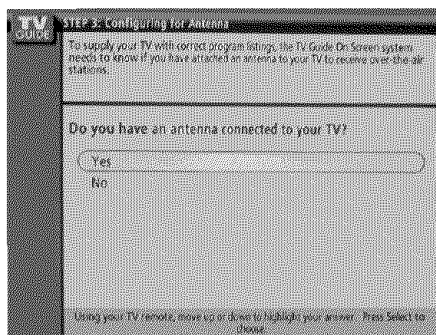 TV
GUIDE
STEP 3: Configuring for Antenna
To supply your TV with correct program listings, the TV Guide On Screen system
needs to know if you have attached an antenna to your TV to receive over-the-air
stations.
Do you have an antenna connected to your TV?
Yes
No
Using your TV remote, move up or down to highlight your answer. Press Select to
choose.